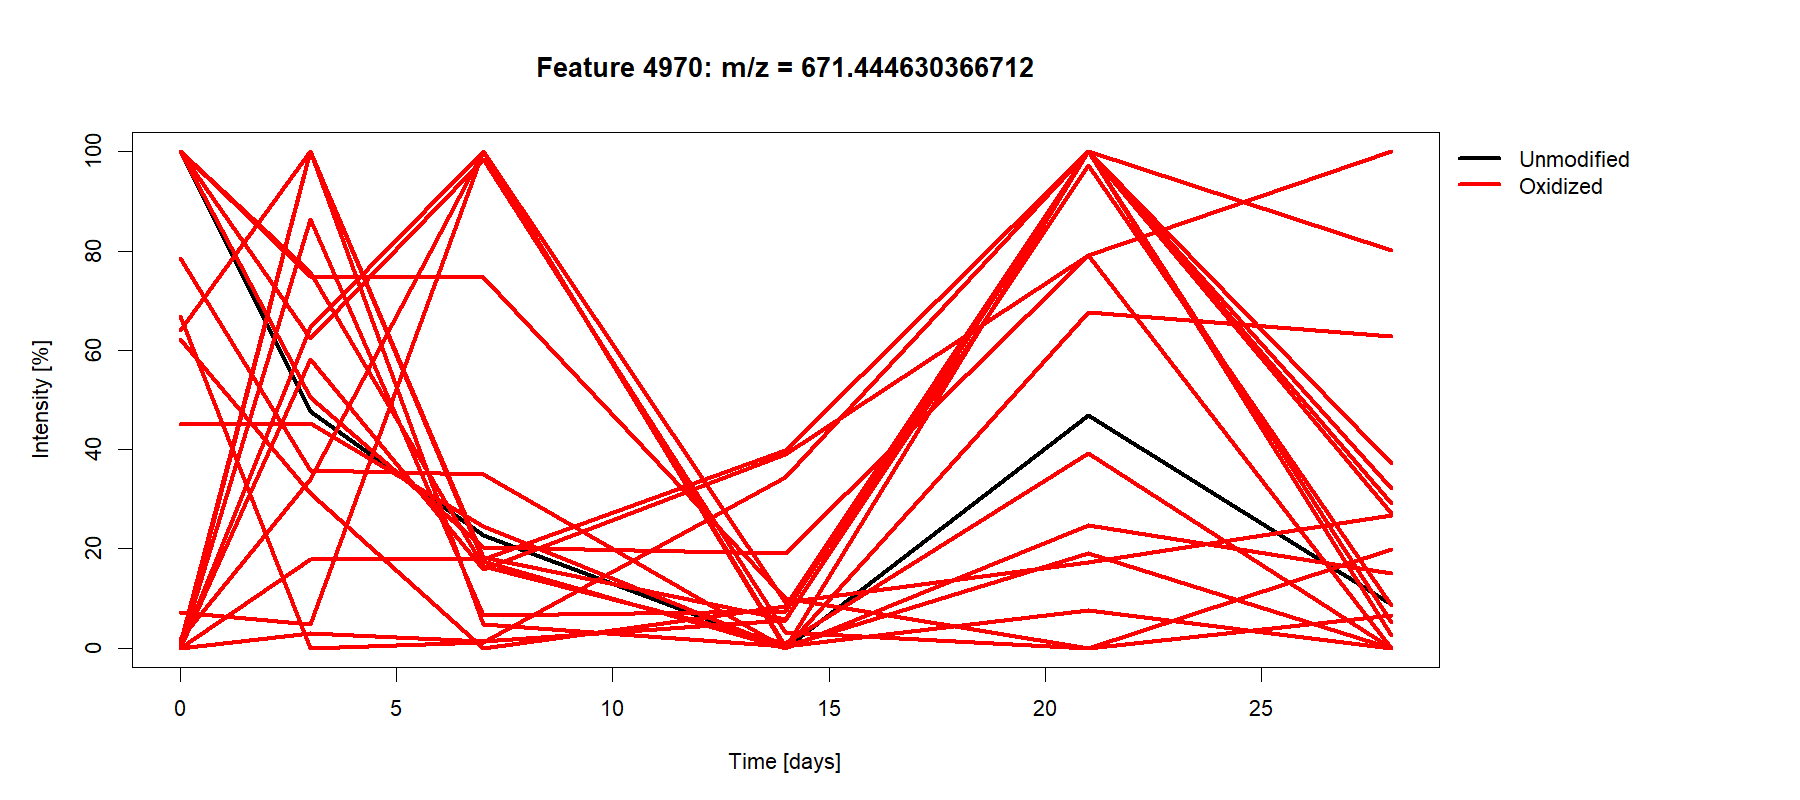 Feature 4970: m/z = 671.444630366712
Unmodified
Oxidized
Intensity [%]
100
80
60
40
20
0
0 5 10 15 20 25
Time [days]